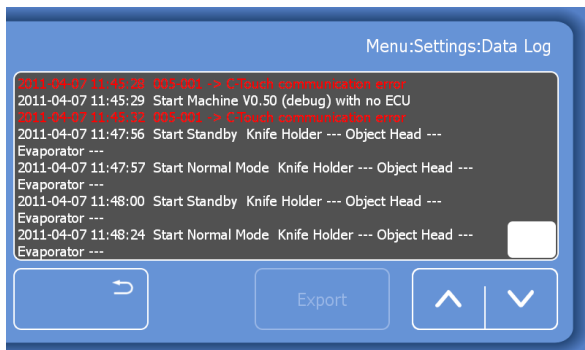 Menu:Settings:Data Log
2011-04-07 11:45:28 005-001 -> C-Touch communication error
2011-04-07 11:45:29 Start Machine V0.50 (debug) with no ECU
2011-04-07 11:45:32 005-001 -> C-Touch communication error
2011-04-07 11:47:56 Start Standby Knife Holder --- Object Head ---
Evaporator ---
2011-04-07 11:47:57 Start Normal Mode Knife Holder --- Object Head ---
Evaporator ---
2011-04-07 11:48:00 Start Standby Knife Holder --- Object Head ---
Evaporator ---
2011-04-07 11:48:24 Start Normal Mode Knife Holder --- Object Head ---
Evaporator ---
Export